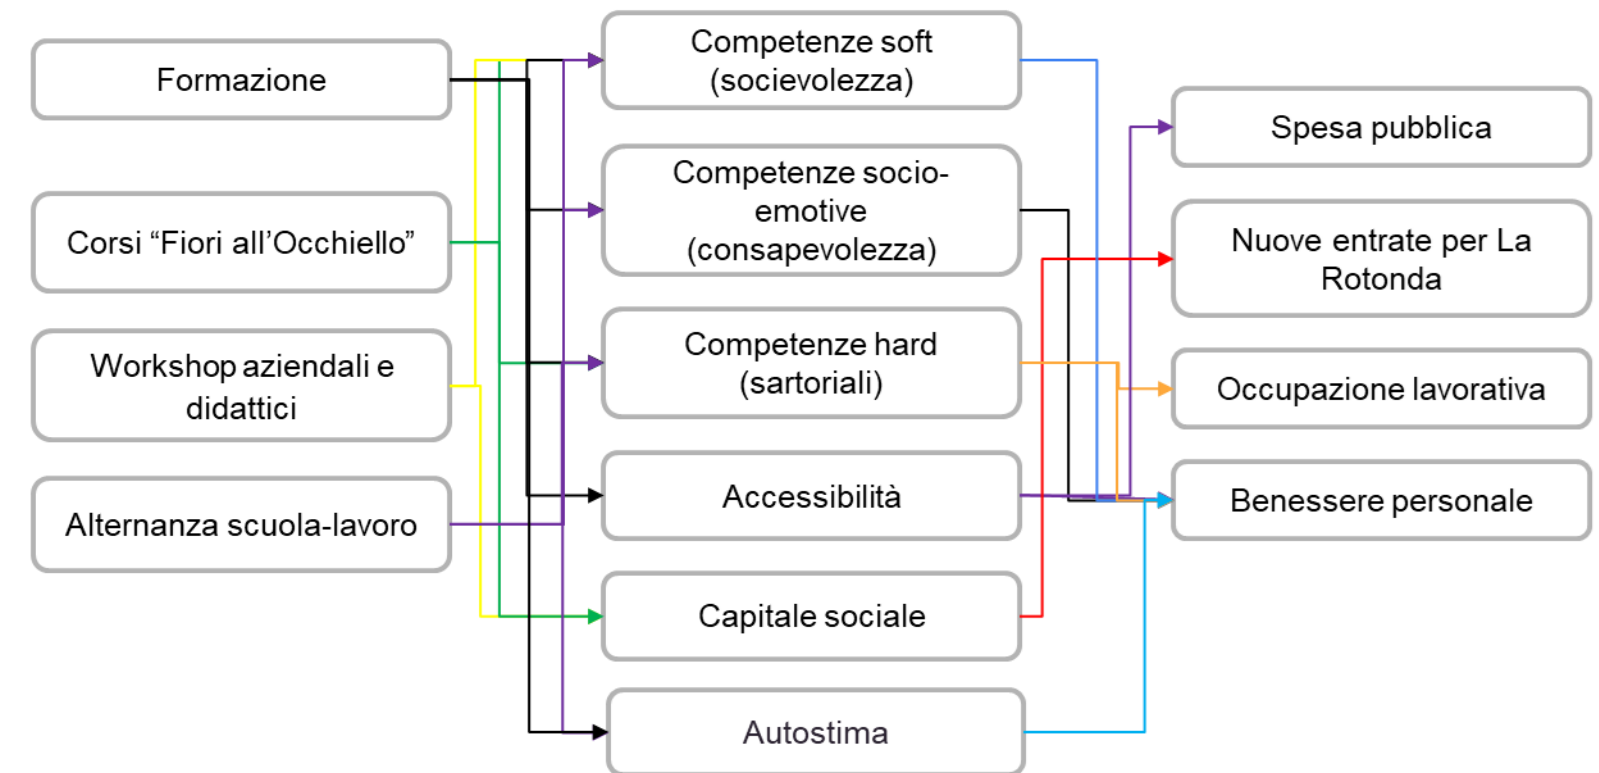 Formazione
Corsi “Fiori all’Occhiello”
Workshop aziendali e
didattici
Alternanza scuola-lavoro
Competenze soft
(socievolezza)
Competenze socio-
emotive
(consapevolezza)
Competenze hard
(sartoriali)
Accessibilità
Capitale sociale
Autostima
Spesa pubblica
Nuove entrate per La
Rotonda
Occupazione lavorativa
Benessere personale